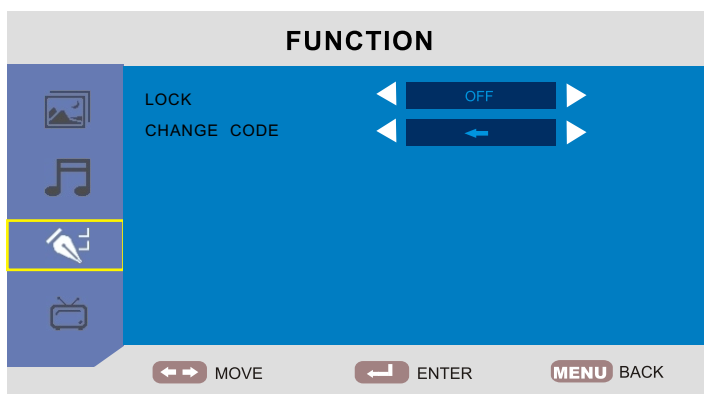 FUNCTION
LOCK OFF
CHANGE CODE
MOVE ENTER MENU BACK